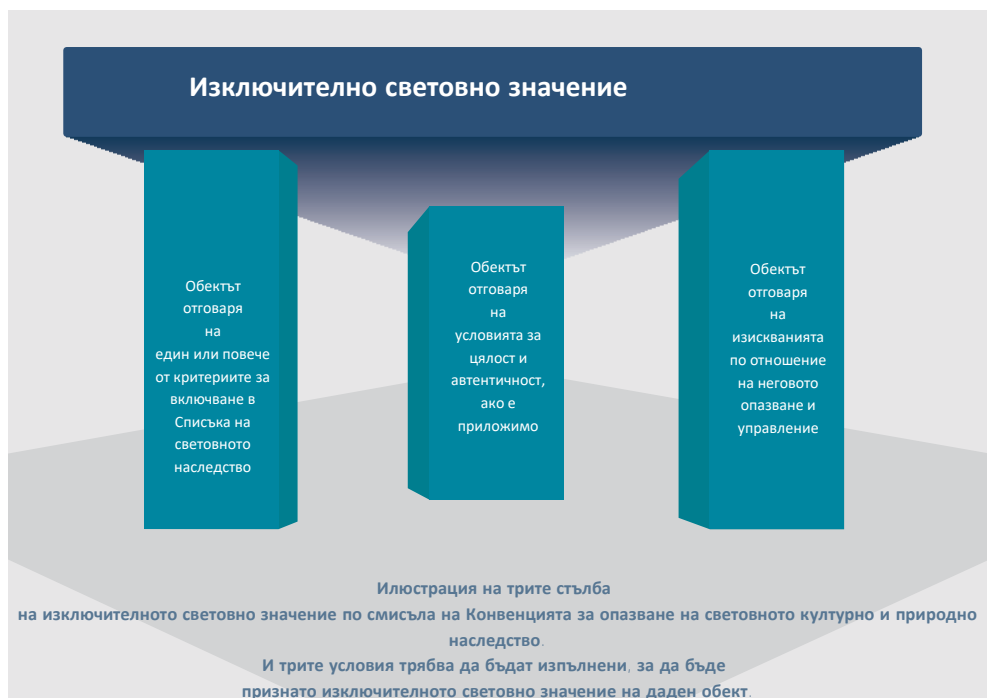 Изключително световно значение
Обектът
отговаря
на
един или повече
от критериите за
включване в
Списъка на
световното
наследство
Обектът
отговаря
на
условията за
цялост и
автентичност,
ако е
приложимо
Обектът
отговаря
на
изискванията
по отношение
на неговото
опазване и
управление
Илюстрация на трите стълба
на изключителното световно значение по смисъла на Конвенцията за опазване на световното културно и природно
наследство.
И трите условия трябва да бъдат изпълнени, за да бъде
признато изключителното световно значение на даден обект.